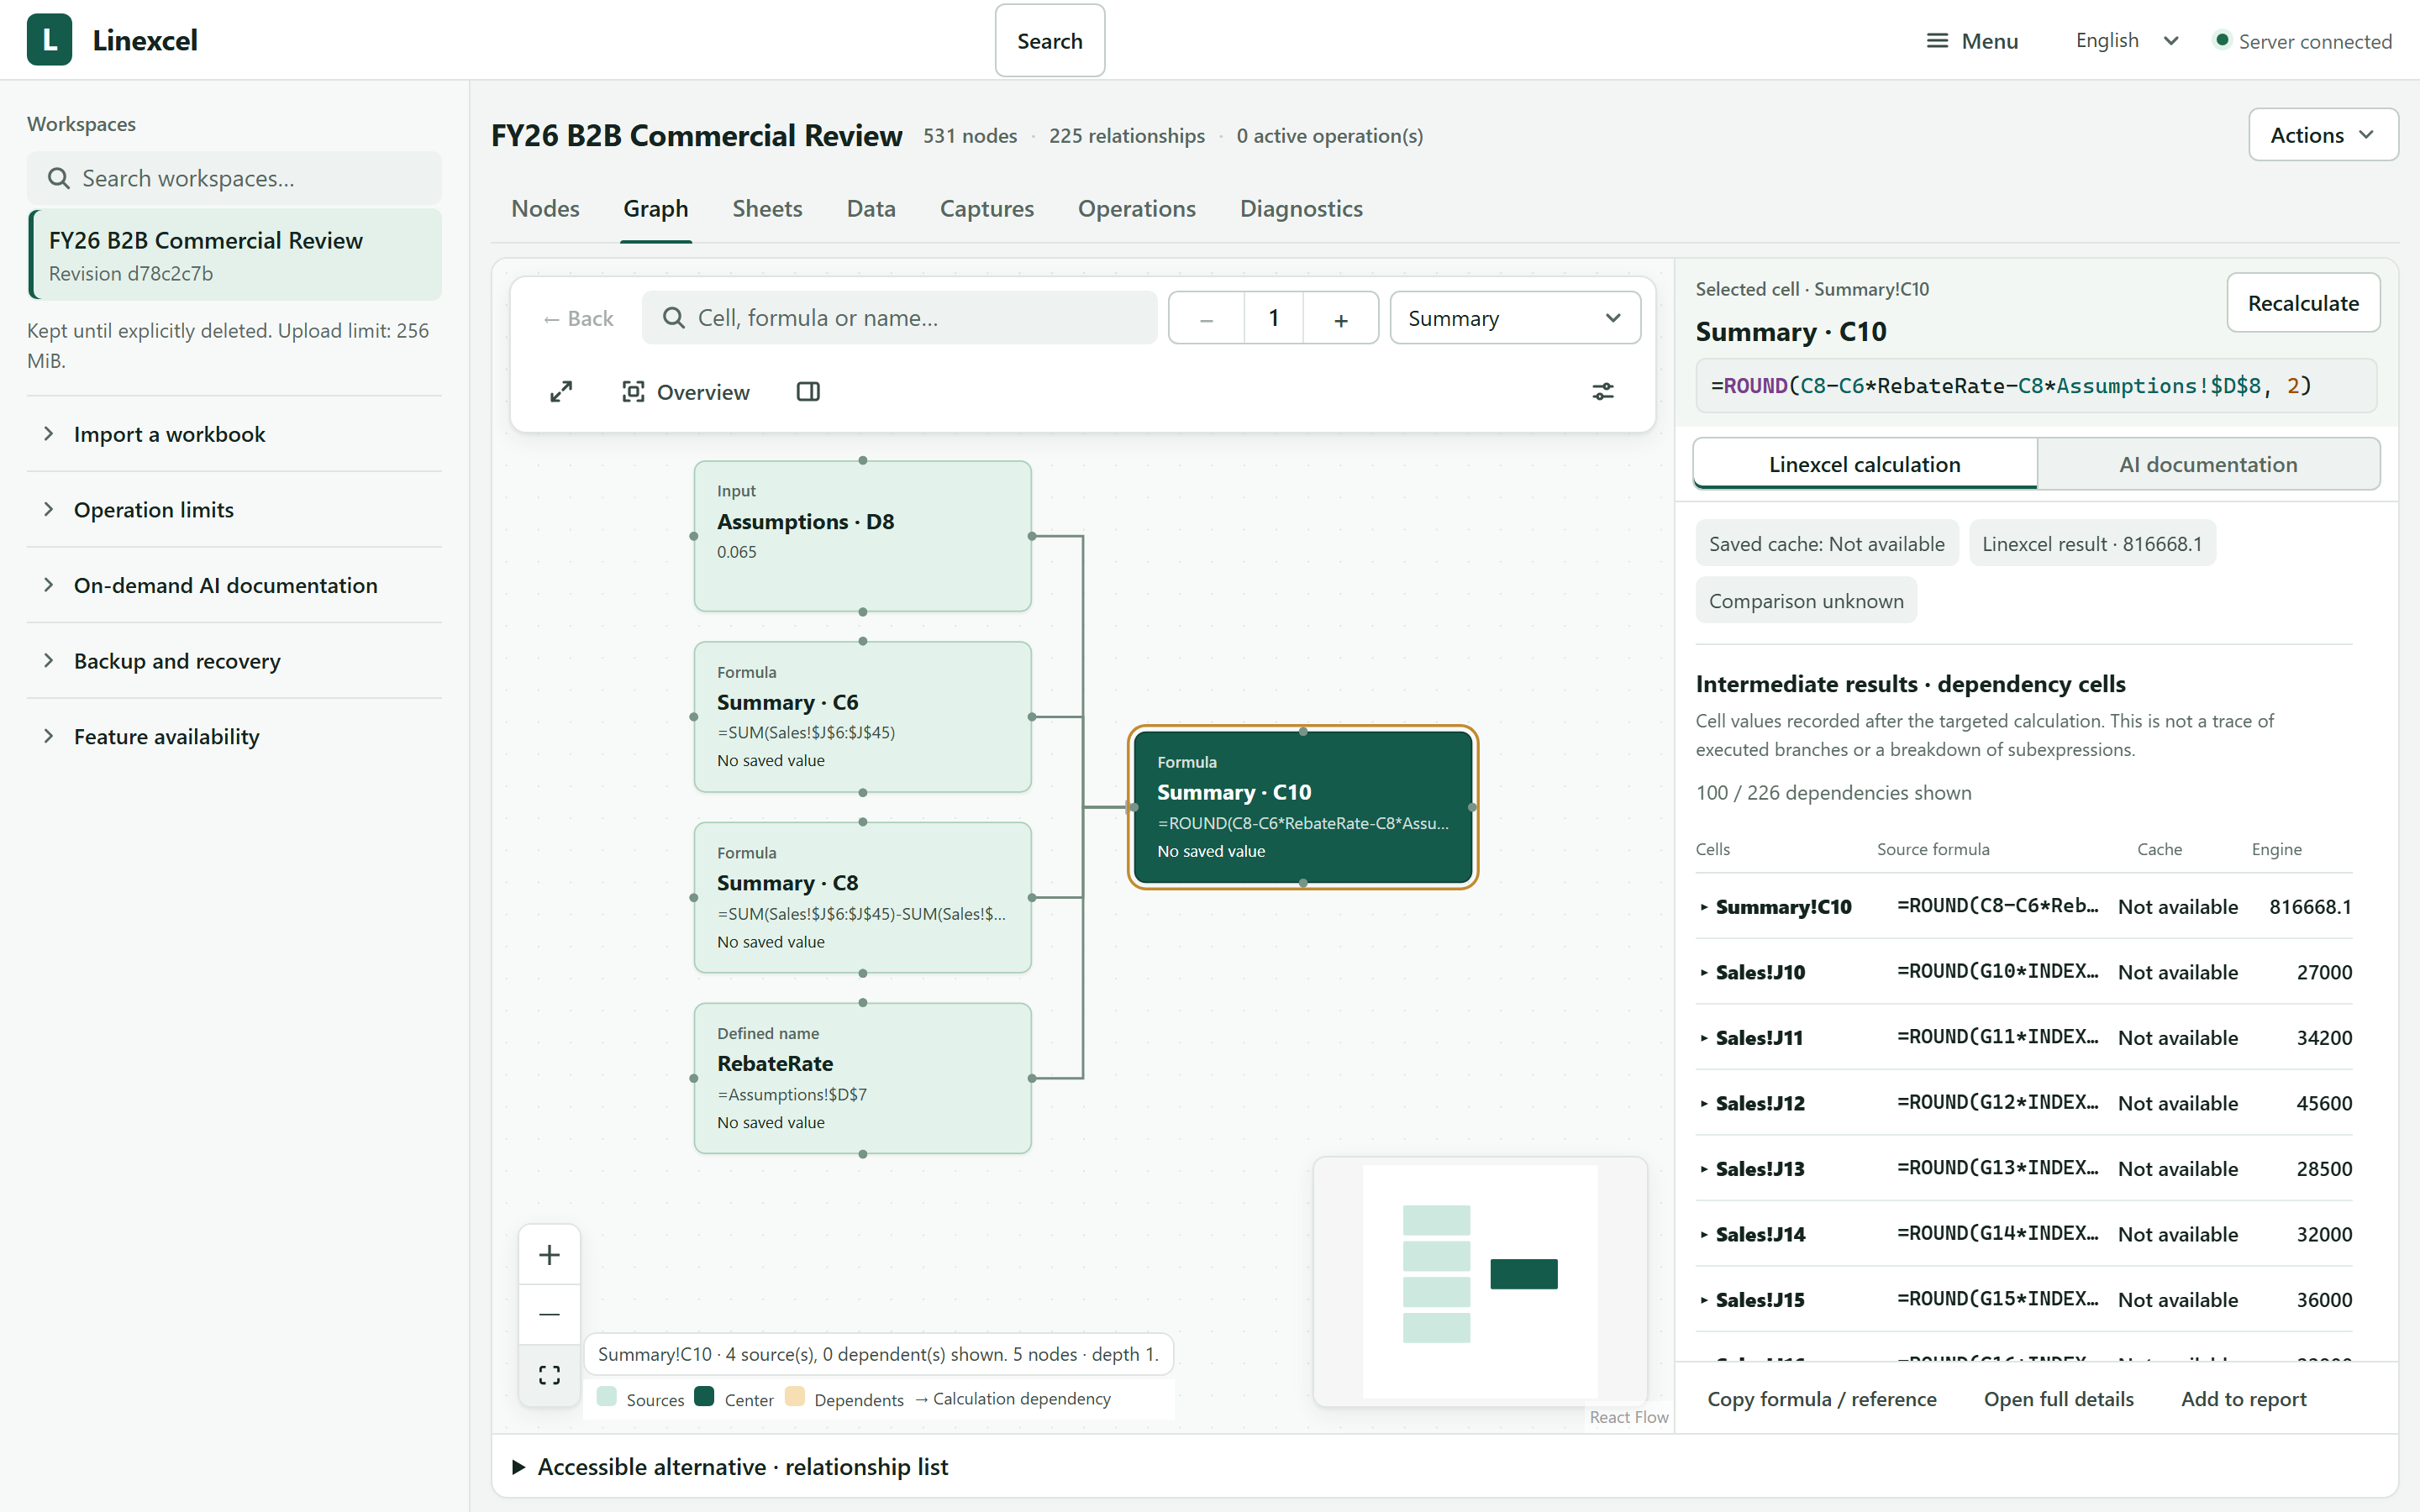 L Linexcel
Search
Menu
English
Server connected
Workspaces
Search workspaces...
FY26 B2B Commercial Review
Revision d78c2c7b
Kept until explicitly deleted. Upload limit: 256
MiB.
Import a workbook
Operation limits
On-demand AI documentation
Backup and recovery
Feature availability
FY26 B2B Commercial Review 531 nodes · 225 relationships · 0 active operation(s)
Actions
Nodes Graph Sheets Data Captures Operations Diagnostics
← Back
Cell, formula or name...
− 1 +
Summary
Overview
Input
Assumptions · D8
0.065
Formula
Summary · C6
=SUM(Sales!$J$6:$J$45)
No saved value
Formula
Summary · C8
=SUM(Sales!$J$6:$J$45)-SUM(Sales!$...
No saved value
Defined name
RebateRate
=Assumptions!$D$7
No saved value
Formula
Summary · C10
=ROUND(C8-C6*RebateRate-C8*Assu...
No saved value
+
−
Summary!C10 · 4 source(s), 0 dependent(s) shown. 5 nodes · depth 1.
Sources Center Dependents → Calculation dependency
React Flow
▶ Accessible alternative · relationship list
Selected cell · Summary!C10
Summary · C10
Recalculate
=ROUND(C8-C6*RebateRate-C8*Assumptions!$D$8, 2)
Linexcel calculation
AI documentation
Saved cache: Not available
Linexcel result · 816668.1
Comparison unknown
Intermediate results · dependency cells
Cell values recorded after the targeted calculation. This is not a trace of
executed branches or a breakdown of subexpressions.
100 / 226 dependencies shown
Cells Source formula Cache Engine
▸ Summary!C10 =ROUND(C8-C6*Reb... Not available 816668.1
▸ Sales!J10 =ROUND(G10*INDEX... Not available 27000
▸ Sales!J11 =ROUND(G11*INDEX... Not available 34200
▸ Sales!J12 =ROUND(G12*INDEX... Not available 45600
▸ Sales!J13 =ROUND(G13*INDEX... Not available 28500
▸ Sales!J14 =ROUND(G14*INDEX... Not available 32000
▸ Sales!J15 =ROUND(G15*INDEX... Not available 36000
Copy formula / reference
Open full details
Add to report